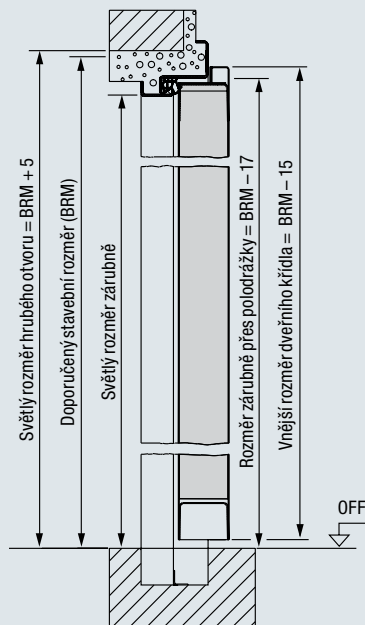 Světlý rozměr hrubého otvoru = BRM + 5
Doporučený stavební rozměr (BRM)
Světlý rozměr zárubně
Rozměr zárubně přes polodrážky = BRM – 17
Vnější rozměr dveřního křídla = BRM – 15
OFF